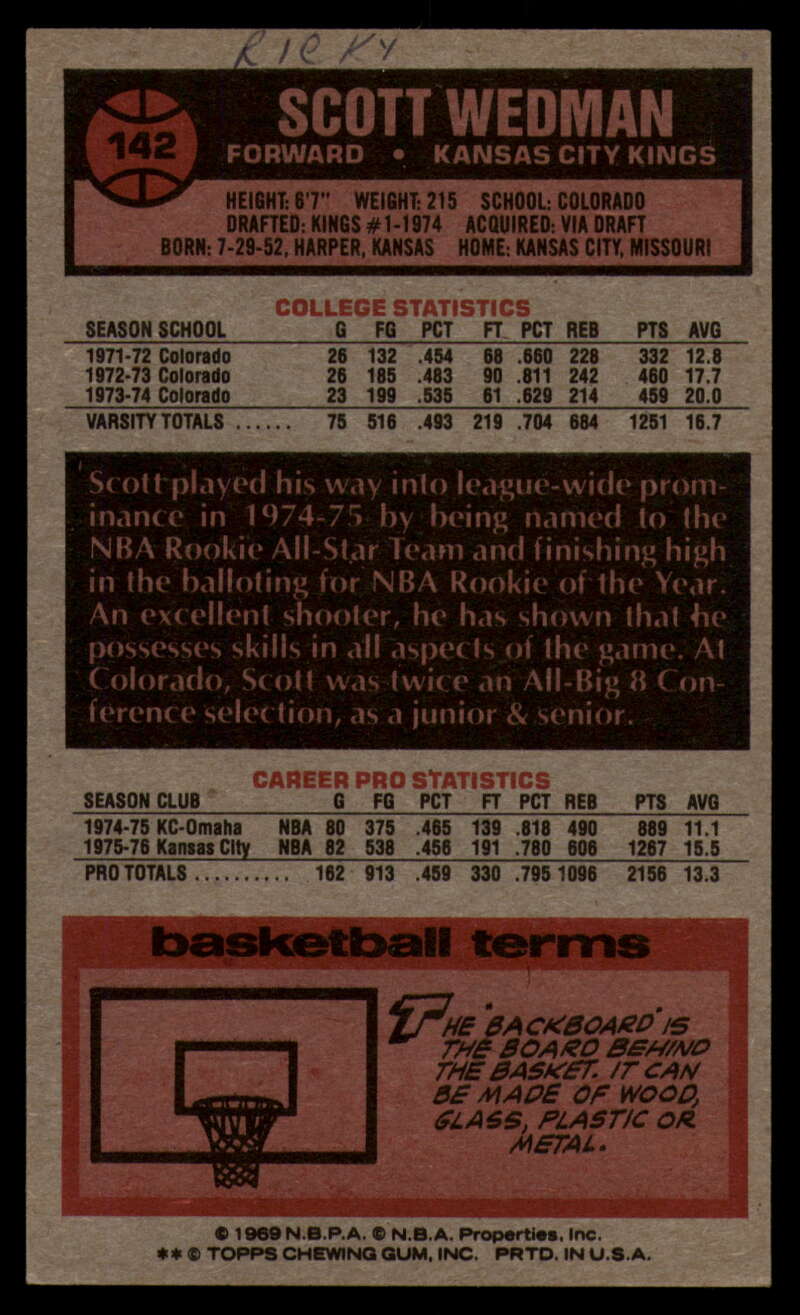 RICKY
142
SCOTT WEDMAN
FORWARD • KANSAS CITY KINGS
HEIGHT: 6'7" WEIGHT: 215 SCHOOL: COLORADO
DRAFTED: KINGS #1-1974 ACQUIRED: VIA DRAFT
BORN: 7-29-52, HARPER, KANSAS HOME: KANSAS CITY, MISSOURI
COLLEGE STATISTICS
SEASON SCHOOL G FG PCT FT PCT REB PTS AVG
1971-72 Colorado 26 132 .454 68 .660 228 332 12.8
1972-73 Colorado 26 185 .483 90 .811 242 460 17.7
1973-74 Colorado 23 199 .535 61 .629 214 459 20.0
VARSITY TOTALS ...... 75 516 .493 219 .704 684 1251 16.7
Scott played his way into league-wide prom-
inance in 1974-75 by being named to the
NBA Rookie All-Star Team and finishing high
in the balloting for NBA Rookie of the Year.
An excellent shooter, he has shown that he
possesses skills in all aspects of the game. At
Colorado, Scott was twice an All-Big 8 Con-
ference selection, as a junior & senior.
CAREER PRO STATISTICS
SEASON CLUB G FG PCT FT PCT REB PTS AVG
1974-75 KC-Omaha NBA 80 375 .465 139 .818 490 889 11.1
1975-76 Kansas City NBA 82 538 .456 191 .780 606 1267 15.5
PRO TOTALS .......... 162 913 .459 330 .795 1096 2156 13.3
basketball terms
THE "BACKBOARD" IS
THE BOARD BEHIND
THE BASKET. IT CAN
BE MADE OF WOOD,
GLASS, PLASTIC OR
METAL.
© 1969 N.B.P.A. © N.B.A. Properties, Inc.
** © TOPPS CHEWING GUM, INC. PRTD. IN U.S.A.